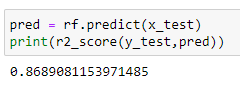 pred = rf.predict(x_test)
print(r2_score(y_test,pred))
0.8689081153971485